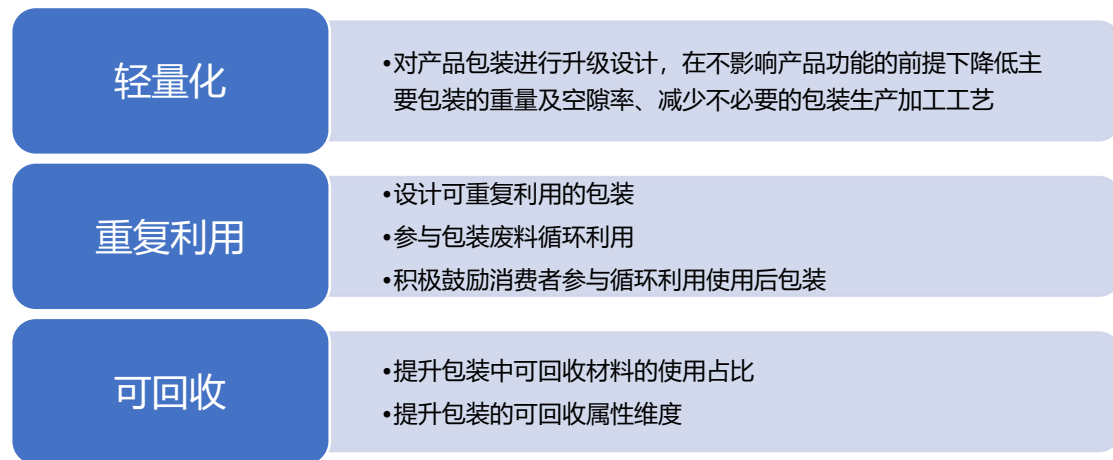 轻量化
•对产品包装进行升级设计，在不影响产品功能的前提下降低主
要包装的重量及空隙率、减少不必要的包装生产加工工艺
重复利用
•设计可重复利用的包装
•参与包装废料循环利用
•积极鼓励消费者参与循环利用使用后包装
可回收
•提升包装中可回收材料的使用占比
•提升包装的可回收属性维度